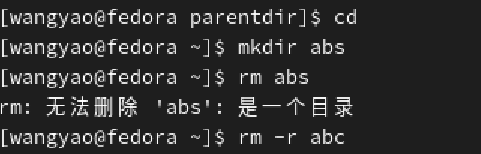 [wangyao@fedora parentdir]$ cd
[wangyao@fedora ~]$ mkdir abs
[wangyao@fedora ~]$ rm abs
rm: 无法删除 'abs': 是一个目录
[wangyao@fedora ~]$ rm -r abc